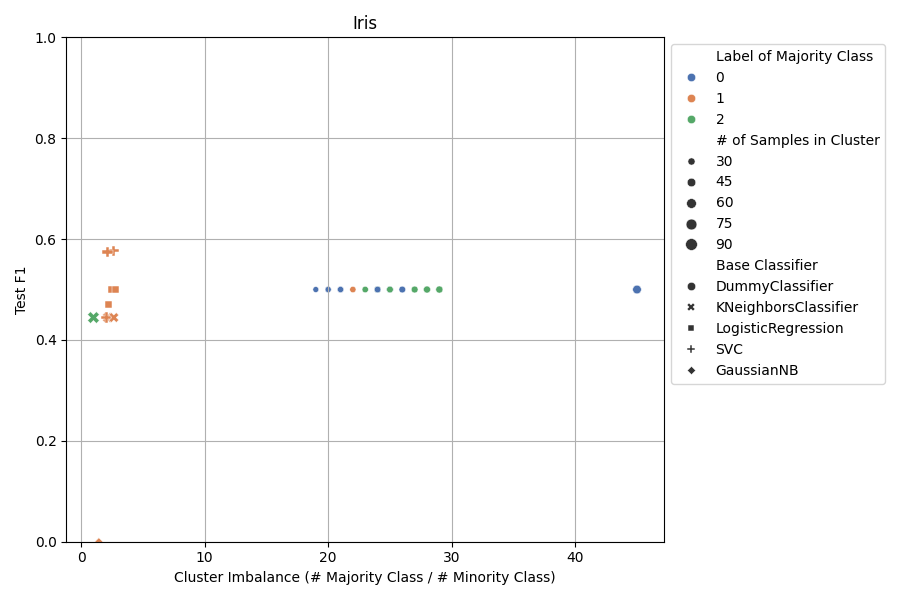 Iris
1.0
0.8
0.6
0.4
0.2
0.0
Test F1
0
10
20
30
40
Cluster Imbalance (# Majority Class / # Minority Class)
Label of Majority Class
0
1
2
# of Samples in Cluster
30
45
60
75
90
Base Classifier
DummyClassifier
KNeighborsClassifier
LogisticRegression
SVC
GaussianNB